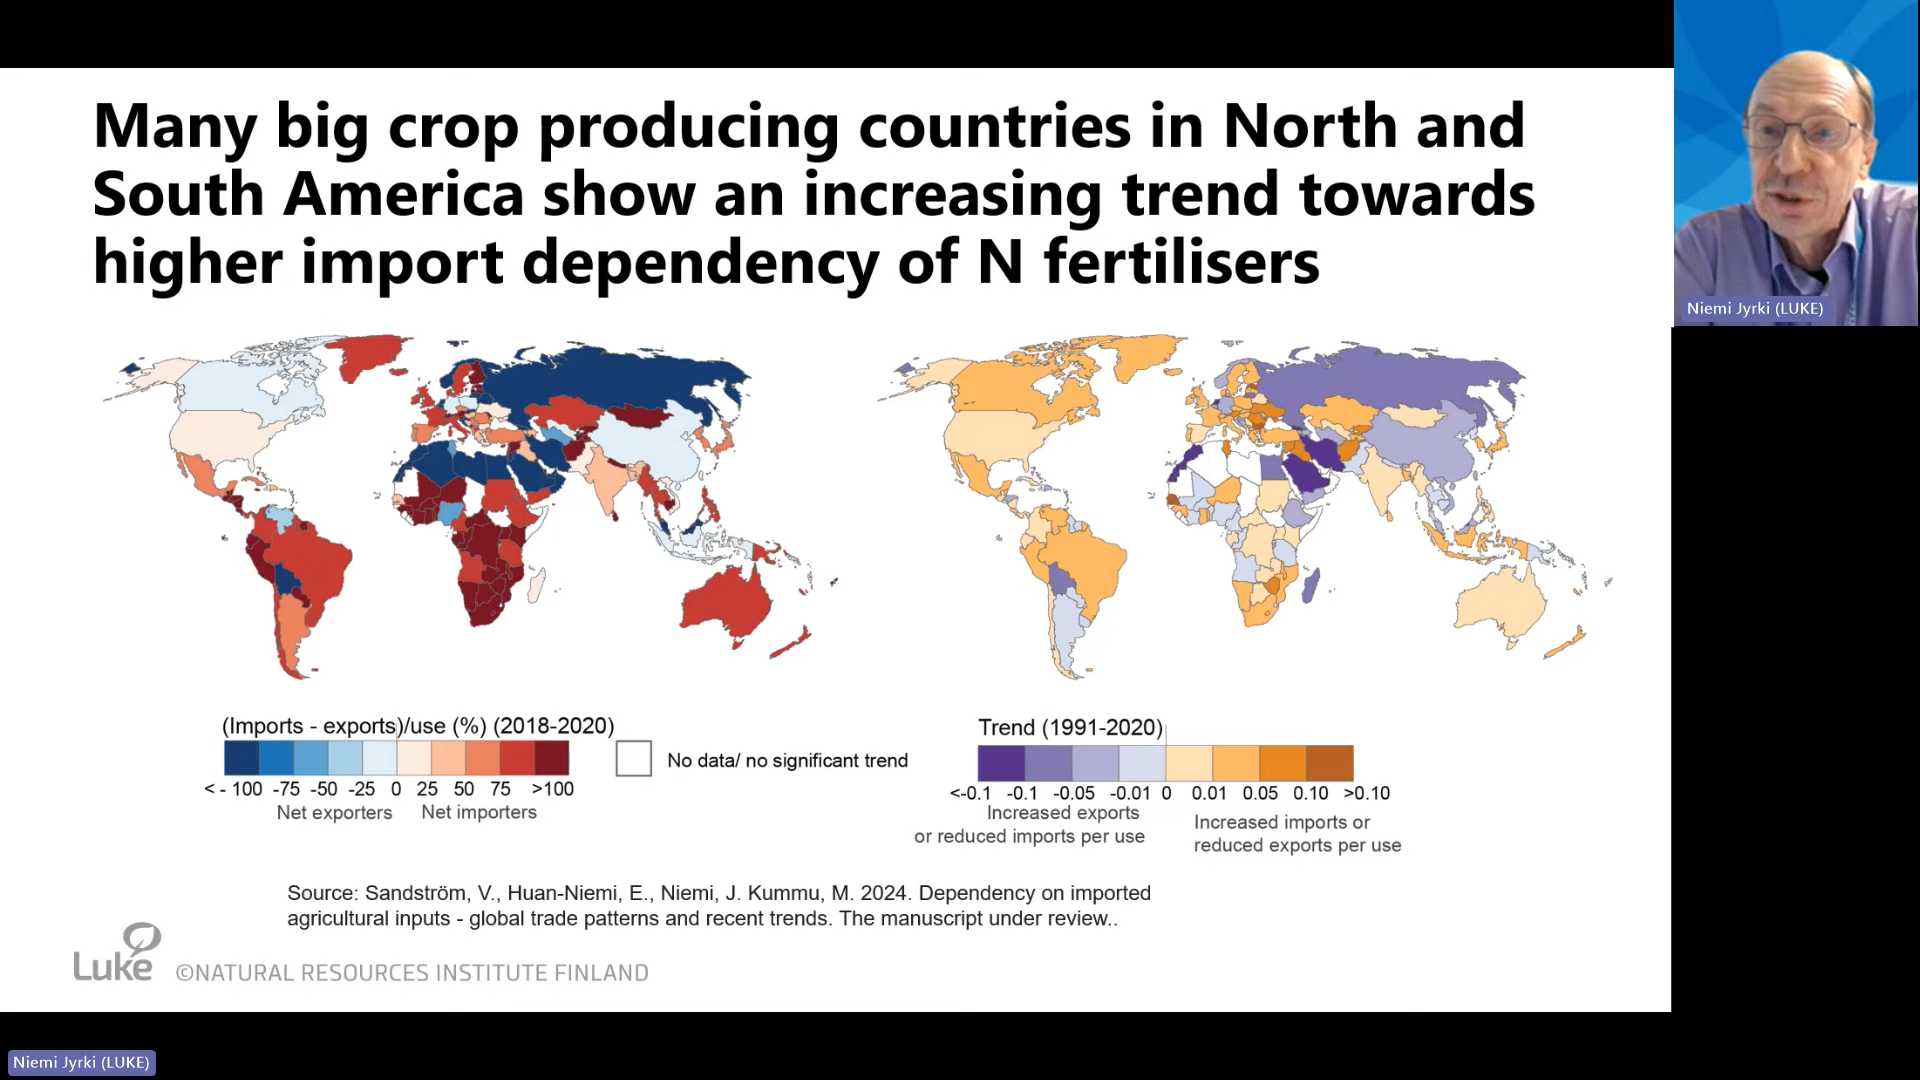 Many big crop producing countries in North and
South America show an increasing trend towards
higher import dependency of N fertilisers
Niemi Jyrki (LUKE)
(Imports - exports)/use (%) (2018-2020)
< - 100 -75 -50 -25 0 25 50 75 >100
Net exporters Net importers
No data/ no significant trend
Trend (1991-2020)
<-0.1 -0.1 -0.05 -0.01 0 0.01 0.05 0.10 >0.10
Increased exports
or reduced imports per use
Increased imports or
reduced exports per use
Source: Sandström, V., Huan-Niemi, E., Niemi, J. Kummu, M. 2024. Dependency on imported
agricultural inputs - global trade patterns and recent trends. The manuscript under review..
Luke ©NATURAL RESOURCES INSTITUTE FINLAND
Niemi Jyrki (LUKE)